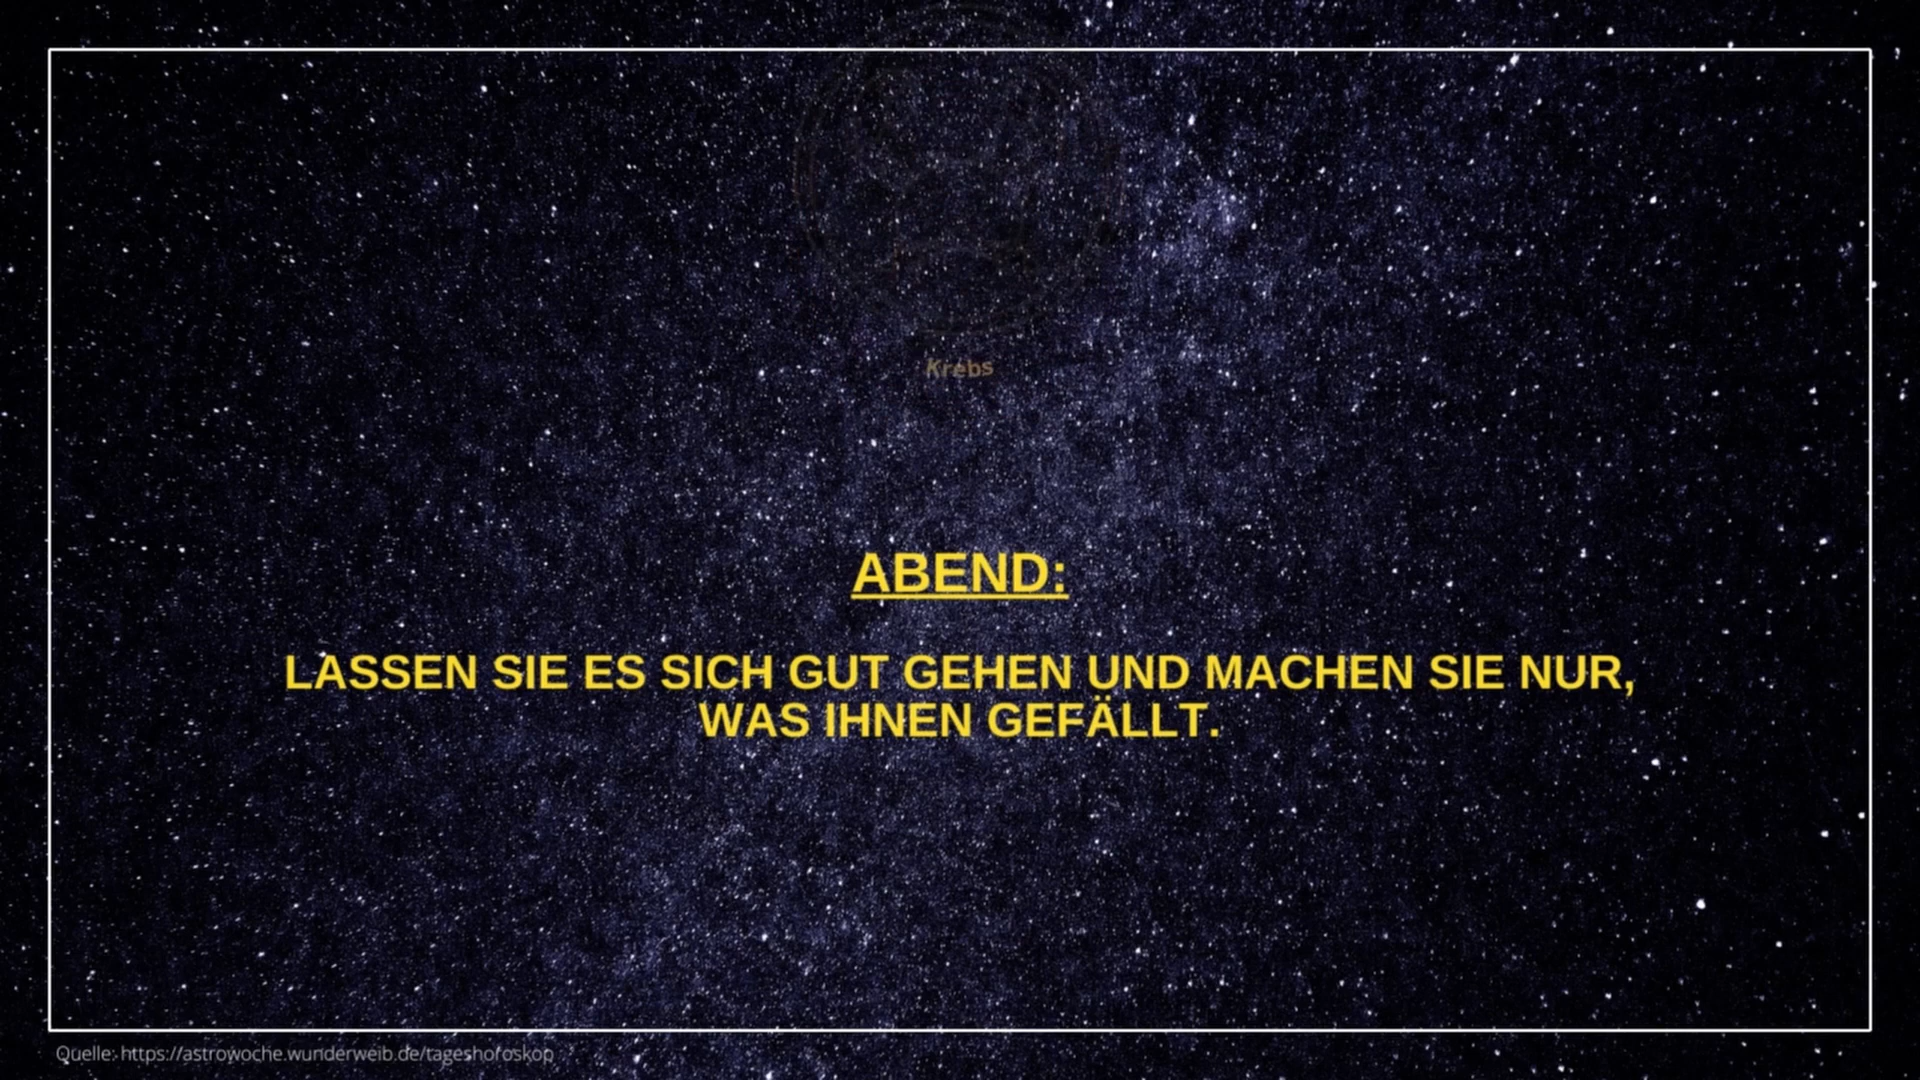 Krebs
ABEND:
LASSEN SIE ES SICH GUT GEHEN UND MACHEN SIE NUR,
WAS IHNEN GEFÄLLT.
Quelle: https://astrowoche.wunderweib.de/tageshoroskop